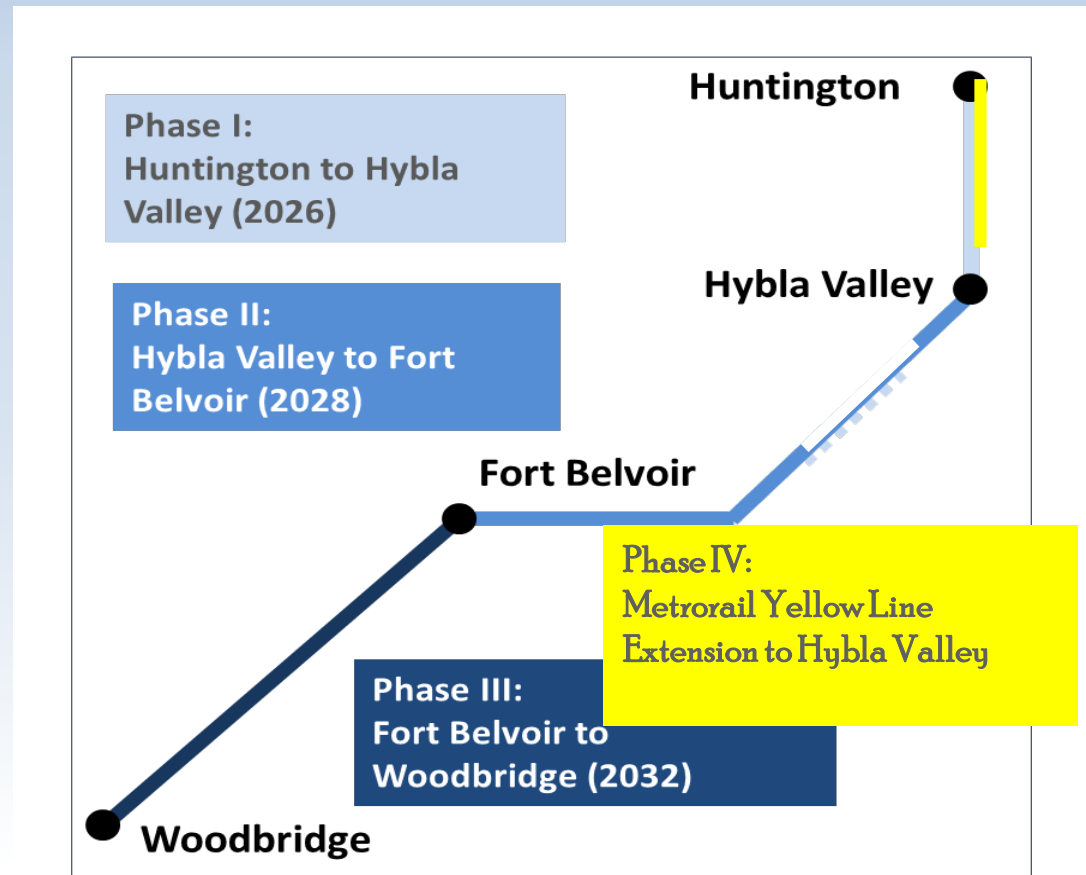 Huntington
Phase I:
Huntington to Hybla
Valley (2026)
Hybla Valley
Phase II:
Hybla Valley to Fort
Belvoir (2028)
Fort Belvoir
Phase IV:
Metrorail Yellow Line
Extension to Hybla Valley
Phase III:
Fort Belvoir to
Woodbridge (2032)
Woodbridge